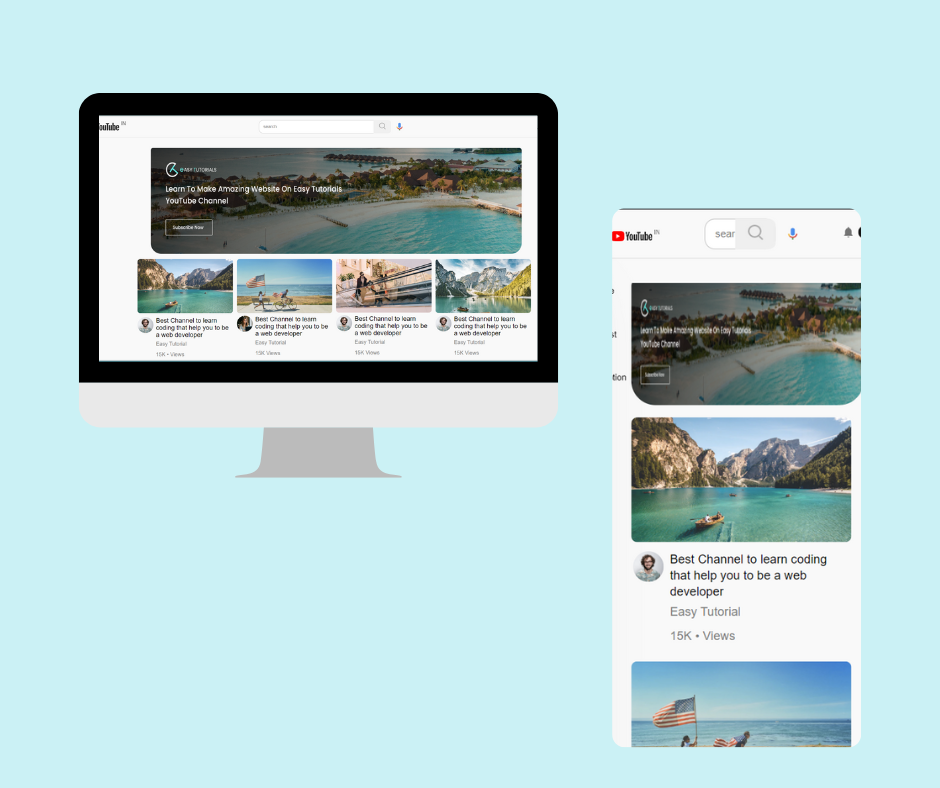 ouTube IN
search
EASY TUTORIALS
Learn To Make Amazing Website On Easy Tutorials
YouTube Channel
Subscribe Now
Best Channel to learn
coding that help you to be
a web developer
Easy Tutorial
15K • Views
Best Channel to learn
coding that help you to be
a web developer
Easy Tutorial
15K Views
Best Channel to learn
coding that help you to be
a web developer
Easy Tutorial
15K Views
Best Channel to learn
coding that help you to be
a web developer
Easy Tutorial
15K • Views
YouTube IN
sear
EASY TUTORIALS
Learn To Make Amazing Website On Easy Tutorials
YouTube Channel
Subscribe Now
tion
Best Channel to learn coding
that help you to be a web
developer
Easy Tutorial
15K • Views